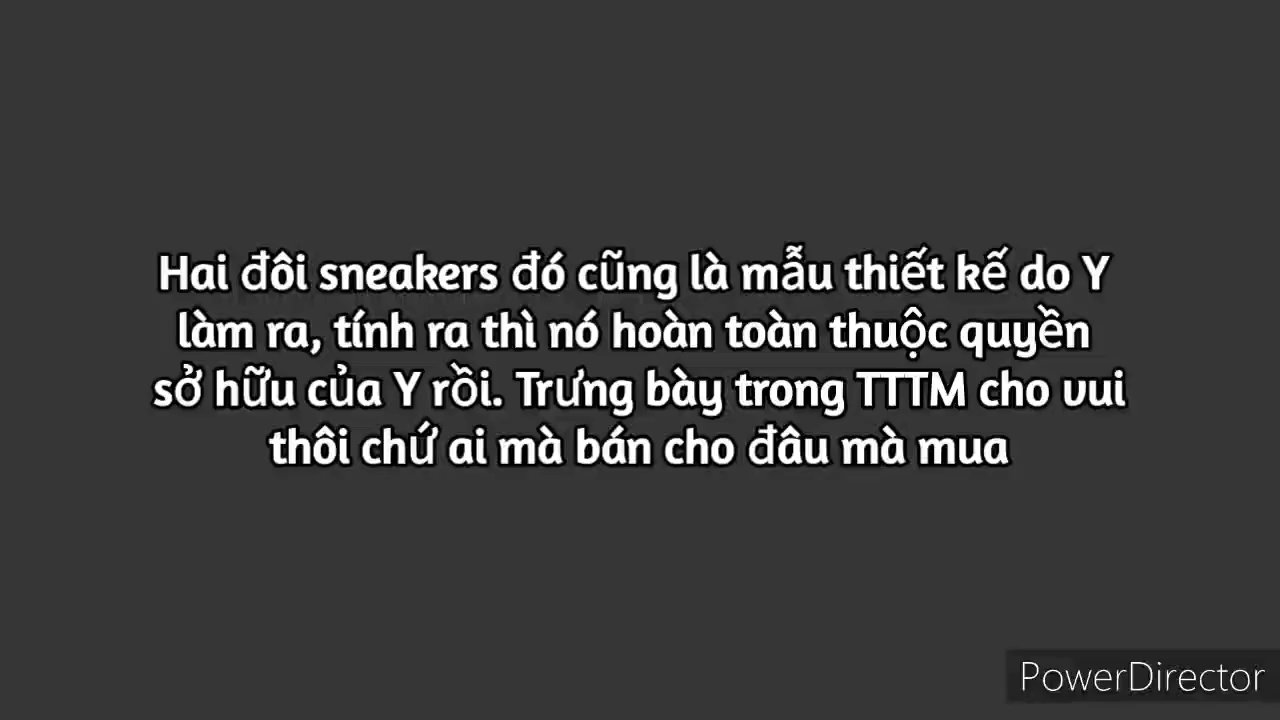 Hai đôi sneakers đó cũng là mẫu thiết kế do Y
làm ra, tính ra thì nó hoàn toàn thuộc quyền
sở hữu của Y rồi. Trưng bày trong TTTM cho vui
thôi chứ ai mà bán cho đâu mà mua
PowerDirector